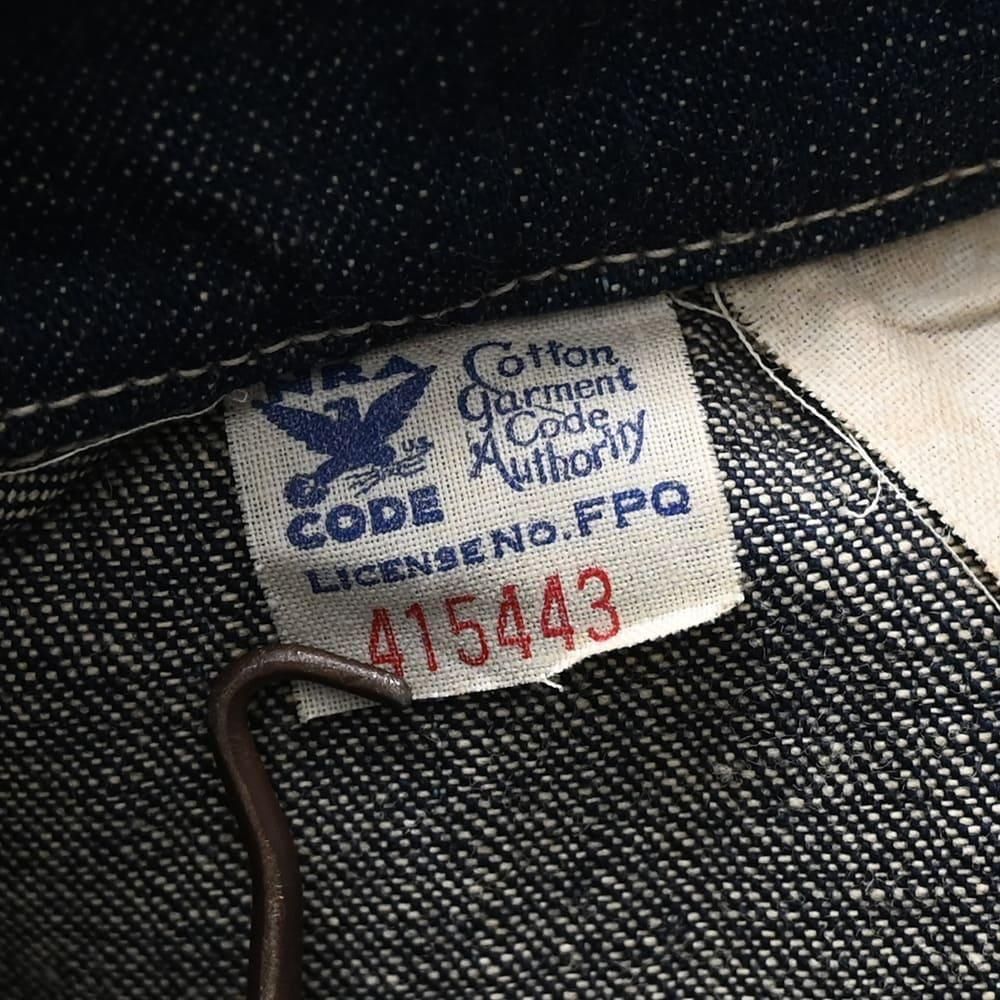 NRA
US
CODE
Cotton
Garment
Code
Authority
LICENSE No. FPQ
415443